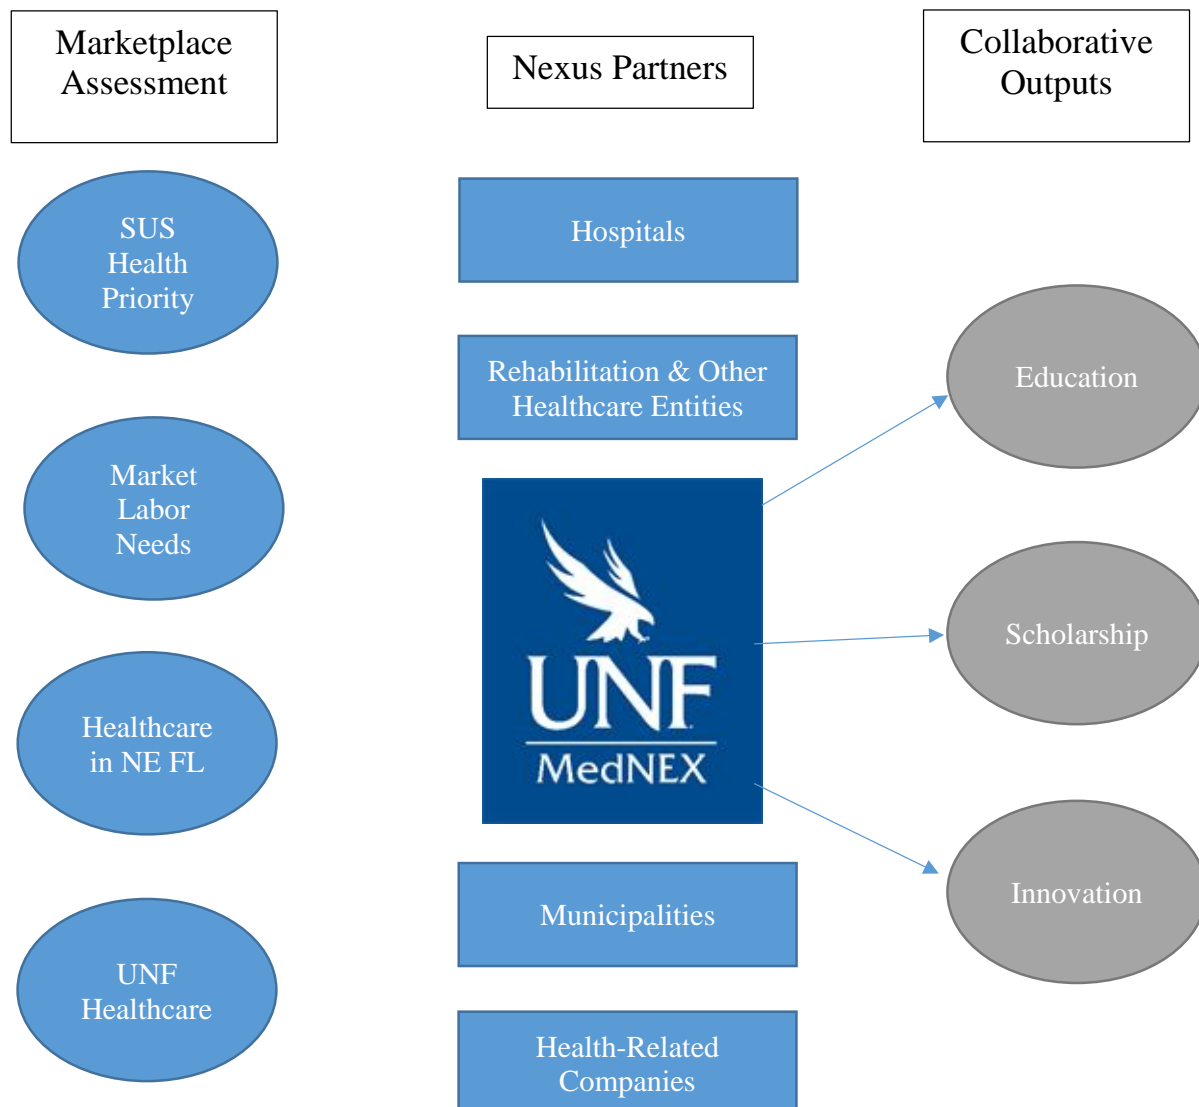 Marketplace
Assessment
Nexus Partners
Collaborative
Outputs
SUS
Health
Priority
Market
Labor
Needs
Healthcare
in NE FL
UNF
Healthcare
Hospitals
Rehabilitation & Other
Healthcare Entities
UNF
MedNEX
Municipalities
Health-Related
Companies
Education
Scholarship
Innovation